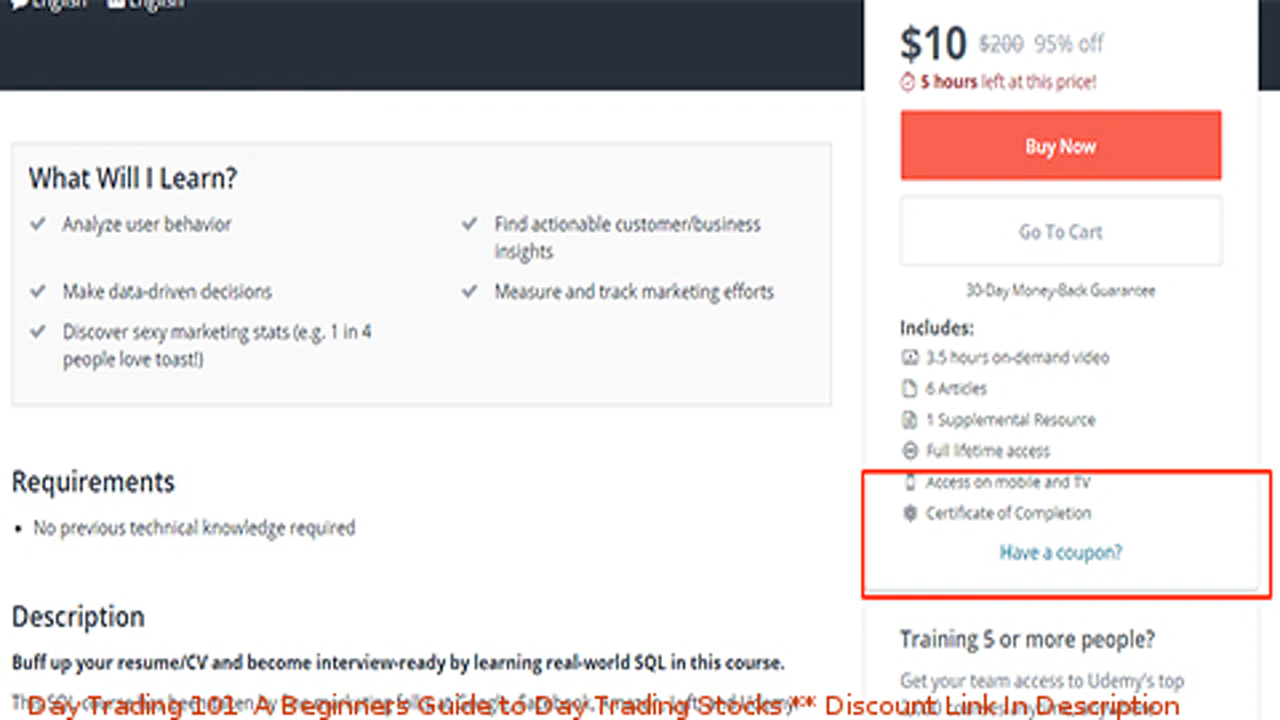 English English
$10 $200 95% off
5 hours left at this price!
Buy Now
Go To Cart
30-Day Money-Back Guarantee
Includes:
3.5 hours on-demand video
6 Articles
1 Supplemental Resource
Full lifetime access
Access on mobile and TV
Certificate of Completion
Have a coupon?
Training 5 or more people?
Get your team access to Udemy's top
What Will I Learn?
Analyze user behavior
Find actionable customer/business
insights
Make data-driven decisions
Measure and track marketing efforts
Discover sexy marketing stats (e.g. 1 in 4
people love toast!)
Requirements
• No previous technical knowledge required
Description
Buff up your resume/CV and become interview-ready by learning real-world SQL in this course.
Day Trading 101 A Beginners Guide to Day Trading Stocks ** Discount Link In Description